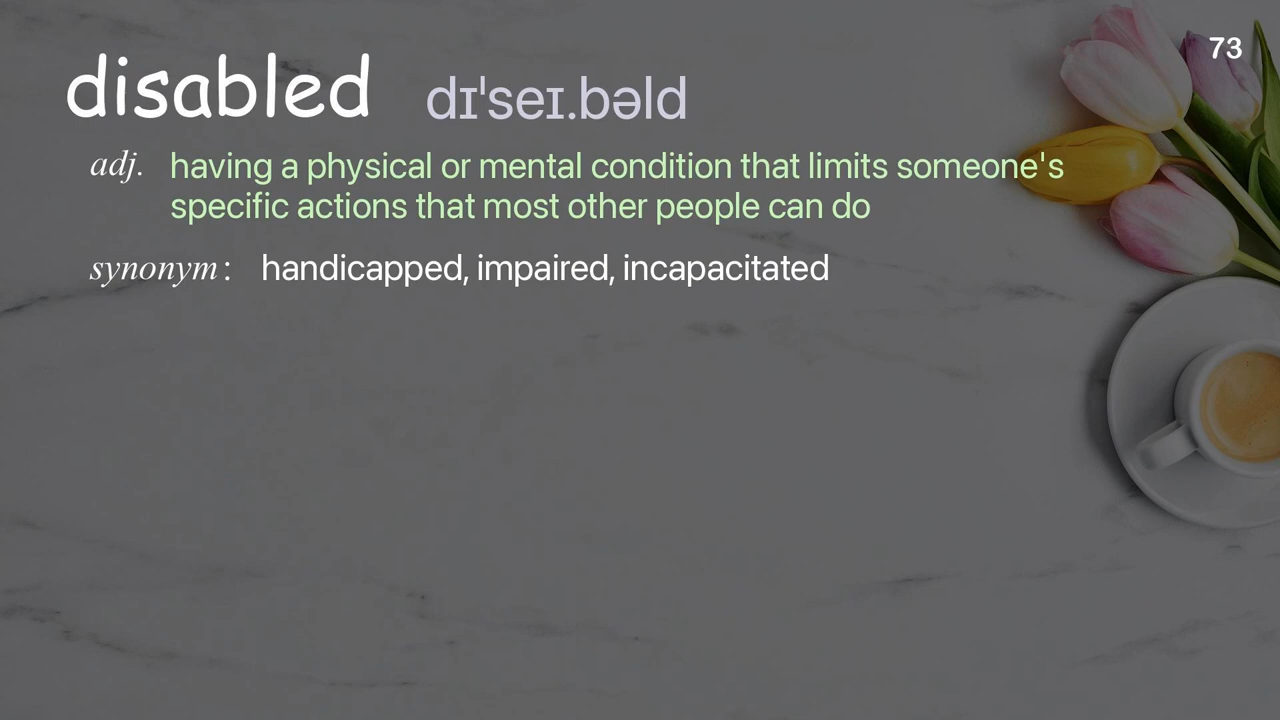 73
disabled dɪˈseɪ.bəld
adj. having a physical or mental condition that limits someone's
specific actions that most other people can do
synonym: handicapped, impaired, incapacitated